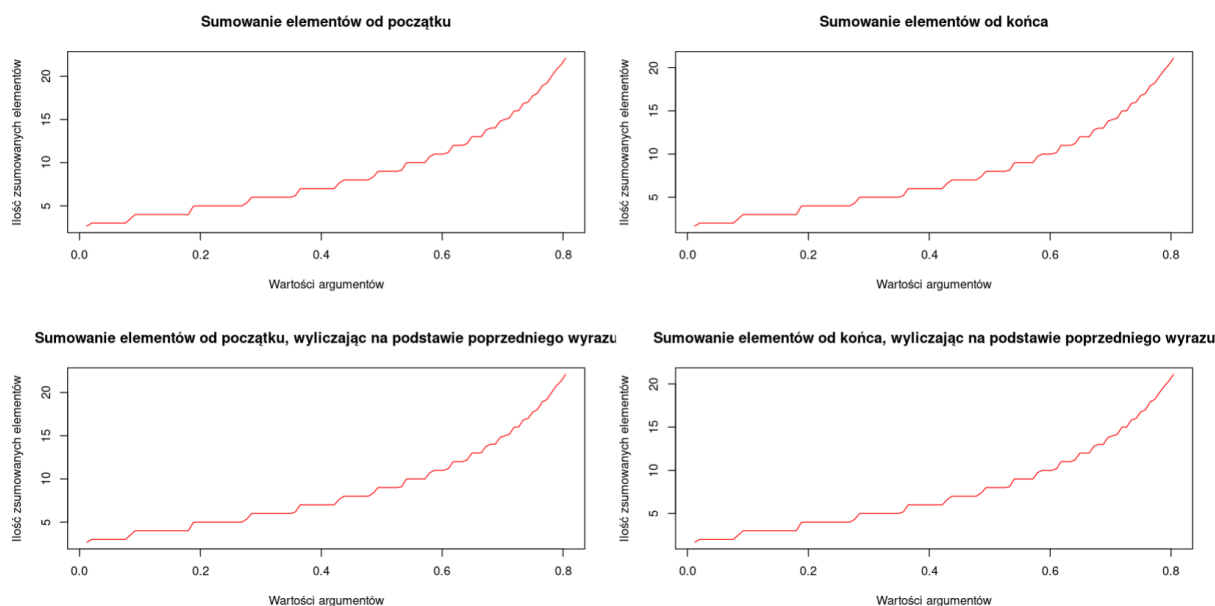 Sumowanie elementów od początku
Ilość zsumowanych elementów
20
15
10
5
0.0 0.2 0.4 0.6 0.8
Wartości argumentów
Sumowanie elementów od końca
Ilość zsumowanych elementów
20
15
10
5
0.0 0.2 0.4 0.6 0.8
Wartości argumentów
Sumowanie elementów od początku, wyliczając na podstawie poprzedniego wyrazu
Ilość zsumowanych elementów
20
15
10
5
0.0 0.2 0.4 0.6 0.8
Wartości argumentów
Sumowanie elementów od końca, wyliczając na podstawie poprzedniego wyrazu
Ilość zsumowanych elementów
20
15
10
5
0.0 0.2 0.4 0.6 0.8
Wartości argumentów